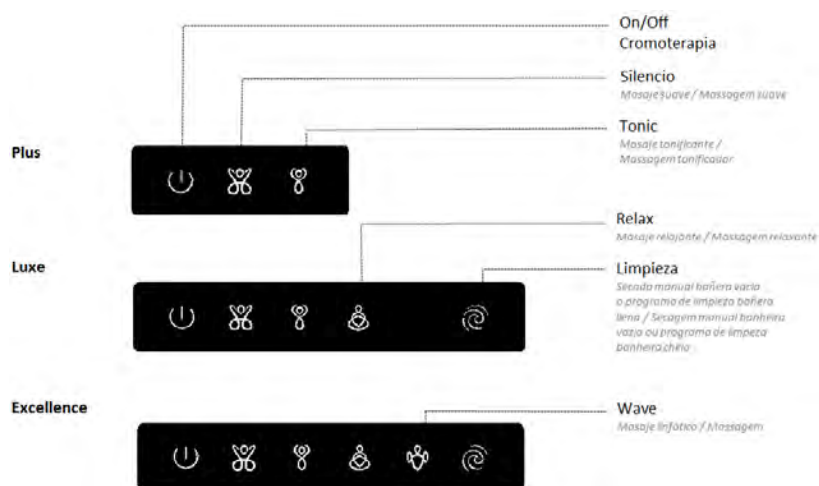 On/Off
Cromoterapia
Silencio
Masaje suave / Massagem suave
Plus
Tonic
Masaje tonificante /
Massagem tonificador
Relax
Masaje relajante / Massagem relaxante
Luxe
Limpieza
Secado manual bañera vacia
o programa de limpieza bañera
llena / Secagem manual banheira
vazia ou programa de limpeza
banheira cheia
Excellence
Wave
Masaje linfático / Massagem